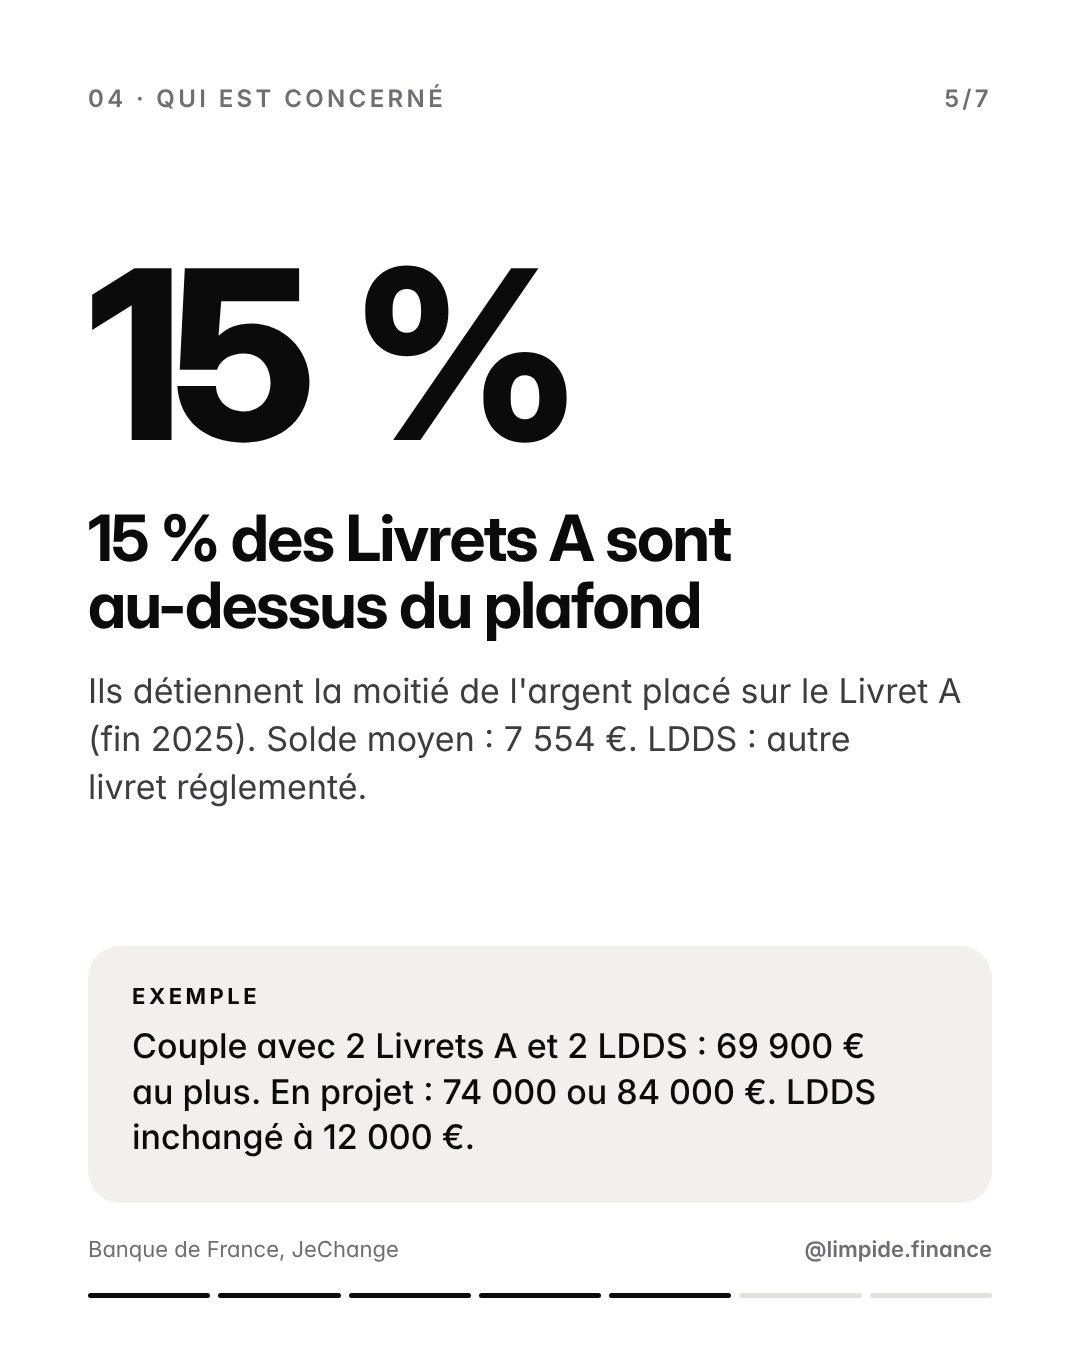 04 · QUI EST CONCERNÉ
5/7
15 %
15 % des Livrets A sont
au-dessus du plafond
Ils détiennent la moitié de l'argent placé sur le Livret A
(fin 2025). Solde moyen : 7 554 €. LDDS : autre
livret réglementé.
EXEMPLE
Couple avec 2 Livrets A et 2 LDDS : 69 900 €
au plus. En projet : 74 000 ou 84 000 €. LDDS
inchangé à 12 000 €.
Banque de France, JeChange
@limpide.finance